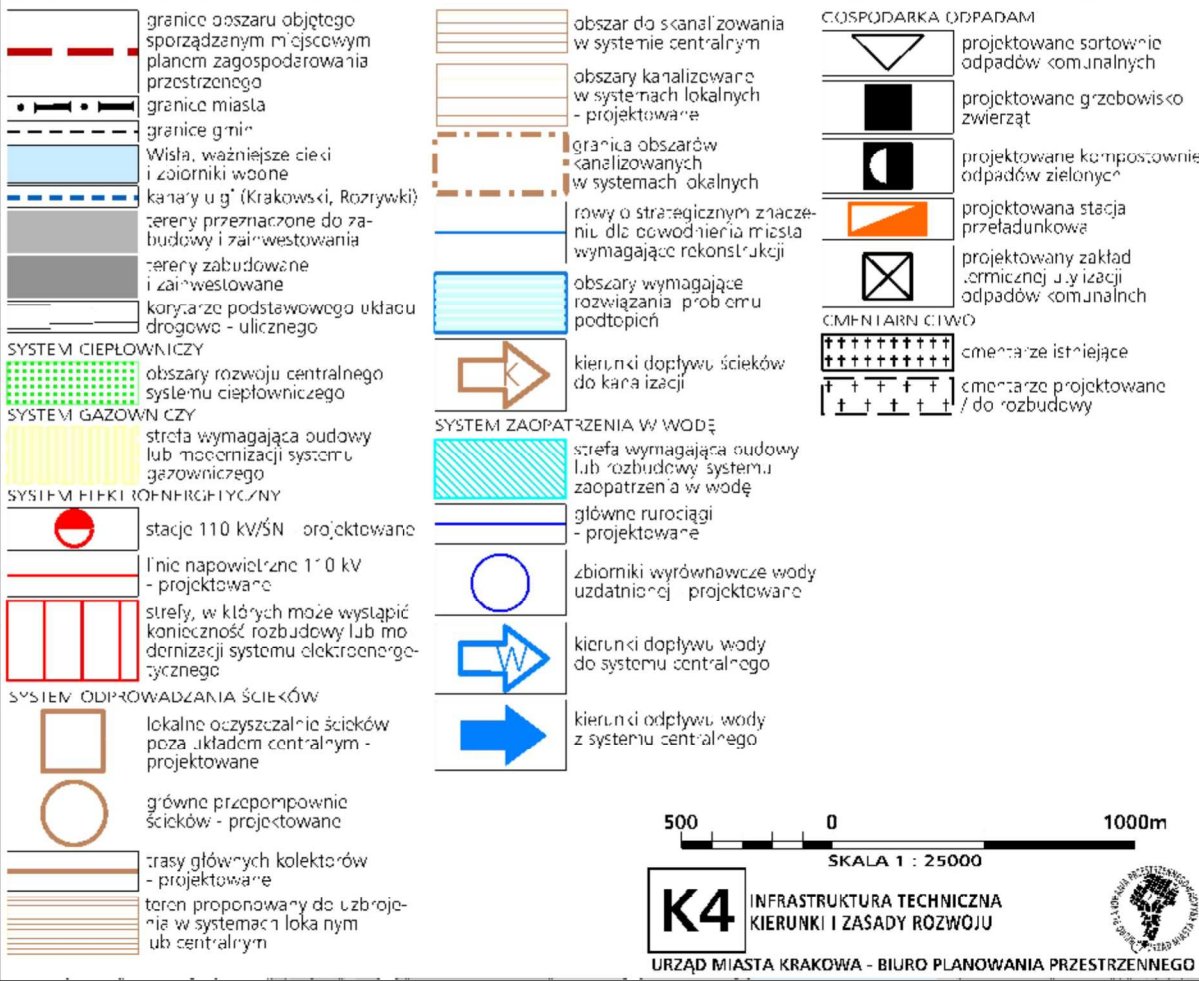 granice obszaru objętego
sporządzanym miejscowym
planem zagospodarowania
przestrzenego
granice miasta
granice gmin
Wisła, ważniejsze cieki
i zbiorniki wodne
kanały ulgi (Krakowski, Rozrywki)
tereny przeznaczone do za-
budowy i zainwestowania
tereny zabudowane
i zainwestowane
korytarze podstawowego układu
drogowo - ulicznego
SYSTEM CIEPŁOWNICZY
obszary rozwoju centralnego
systemu ciepłowniczego
SYSTEM GAZOWNICZY
strefa wymagająca budowy
lub modernizacji systemu
gazowniczego
SYSTEM ELEKTROENERGETYCZNY
stacje 110 kV/ŚN - projektowane
linie napowietrzne 110 kV
- projektowane
strefy, w których może wystąpić
konieczność rozbudowy lub mo
dernizacji systemu elektroenerge-
tycznego
SYSTEM ODPROWADZANIA ŚCIEKÓW
lokalne oczyszczalnie ścieków
poza układem centralnym -
projektowane
główne przepompownie
ścieków - projektowane
trasy głównych kolektorów
- projektowane
teren proponowany do uzbroje-
nia w systemach lokalnym
lub centralnym
obszar do skanalizowania
w systemie centralnym
obszary kanalizowane
w systemach lokalnych
- projektowane
granica obszarów
kanalizowanych
w systemach lokalnych
rowy o strategicznym znacze-
niu dla odwodnienia miasta
wymagające rekonstrukcji
obszary wymagające
rozwiązania problemu
podtopień
K
kierunki dopływu ścieków
do kanalizacji
SYSTEM ZAOPATRZENIA W WODĘ
strefa wymagająca budowy
lub rozbudowy systemu
zaopatrzenia w wodę
główne rurociągi
- projektowane
zbiorniki wyrównawcze wody
uzdatnionej - projektowane
W
kierunki dopływu wody
do systemu centralnego
kierunki odpływu wody
z systemu centralnego
GOSPODARKA ODPADAM
projektowane sortownie
odpadów komunalnych
projektowane grzebowisko
zwierząt
projektowane kompostownie
odpadów zielonych
projektowana stacja
przeładunkowa
projektowany zakład
termicznej utylizacji
odpadów komunalnch
CMENTARNICTWO
cmentarze istniejące
cmentarze projektowane
/ do rozbudowy
500 0 1000m
SKALA 1 : 25000
K4
INFRASTRUKTURA TECHNICZNA
KIERUNKI I ZASADY ROZWOJU
URZĄD MIASTA KRAKOWA - BIURO PLANOWANIA PRZESTRZENNEGO